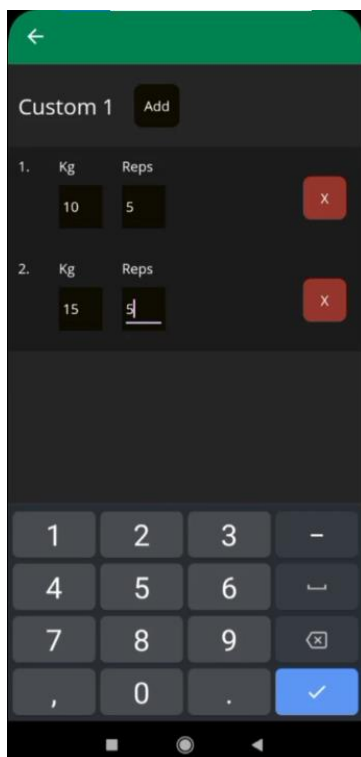 Custom 1 Add
1. Kg Reps
10 5 X
2. Kg Reps
15 5 X
1 2 3 –
4 5 6
7 8 9
, 0 .